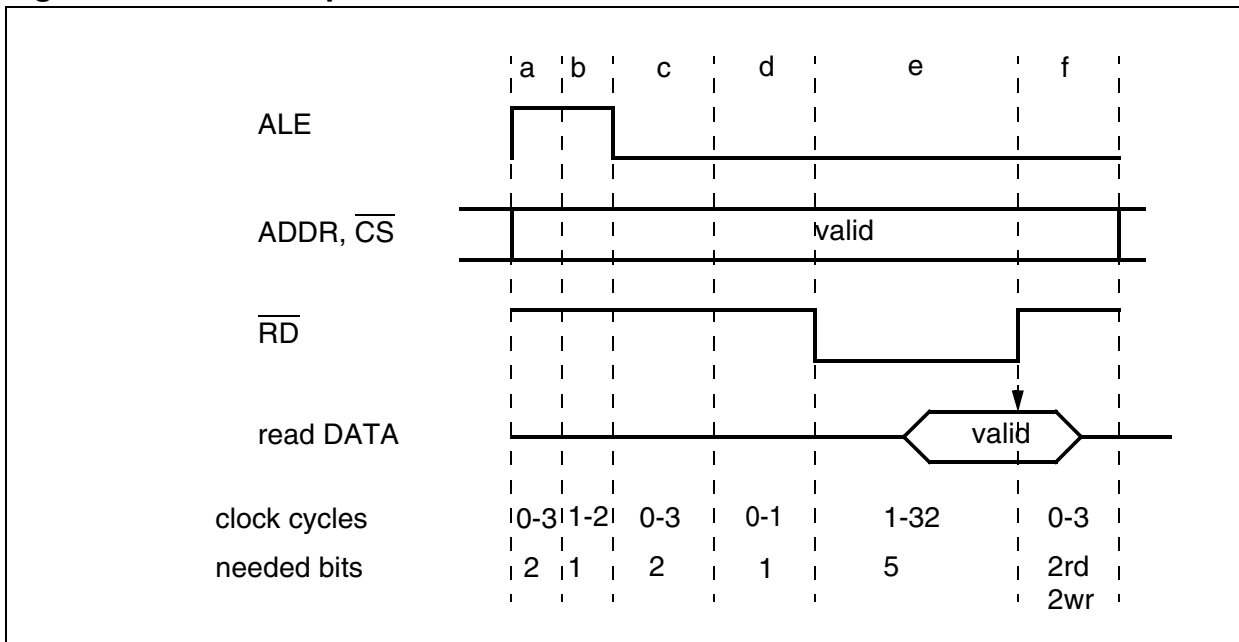 a b c d e f
ALE
ADDR, CS valid
RD
read DATA valid
clock cycles 0-3 1-2 0-3 0-1 1-32 0-3
needed bits 2 1 2 1 5 2rd
2wr